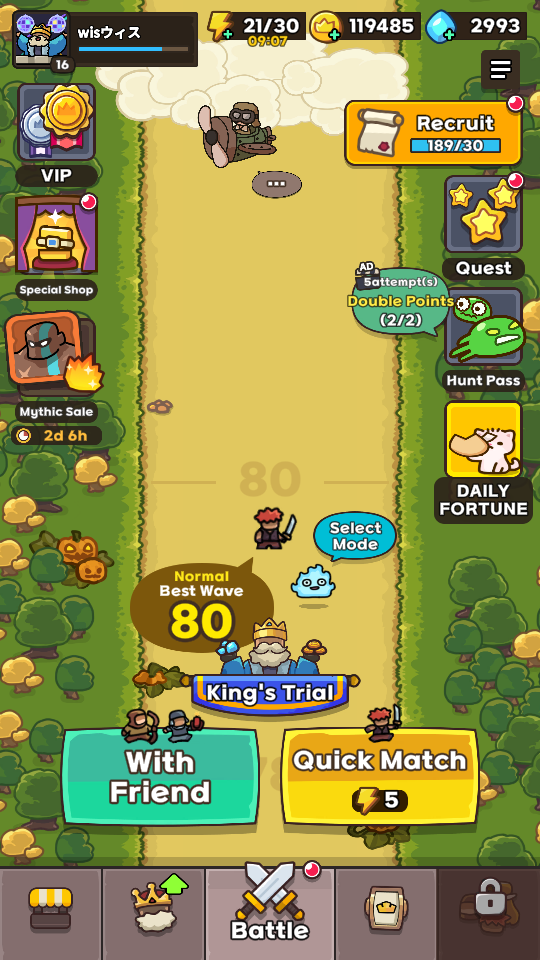 wisウィス
16
21/30
09:07
119485
2993
VIP
Recruit
189/30
...
Special Shop
Quest
AD
5attempt(s)
Double Points
(2/2)
Mythic Sale
2d 6h
Hunt Pass
DAILY
FORTUNE
80
Select
Mode
Normal
Best Wave
80
King's Trial
With
Friend
Quick Match
5
Battle